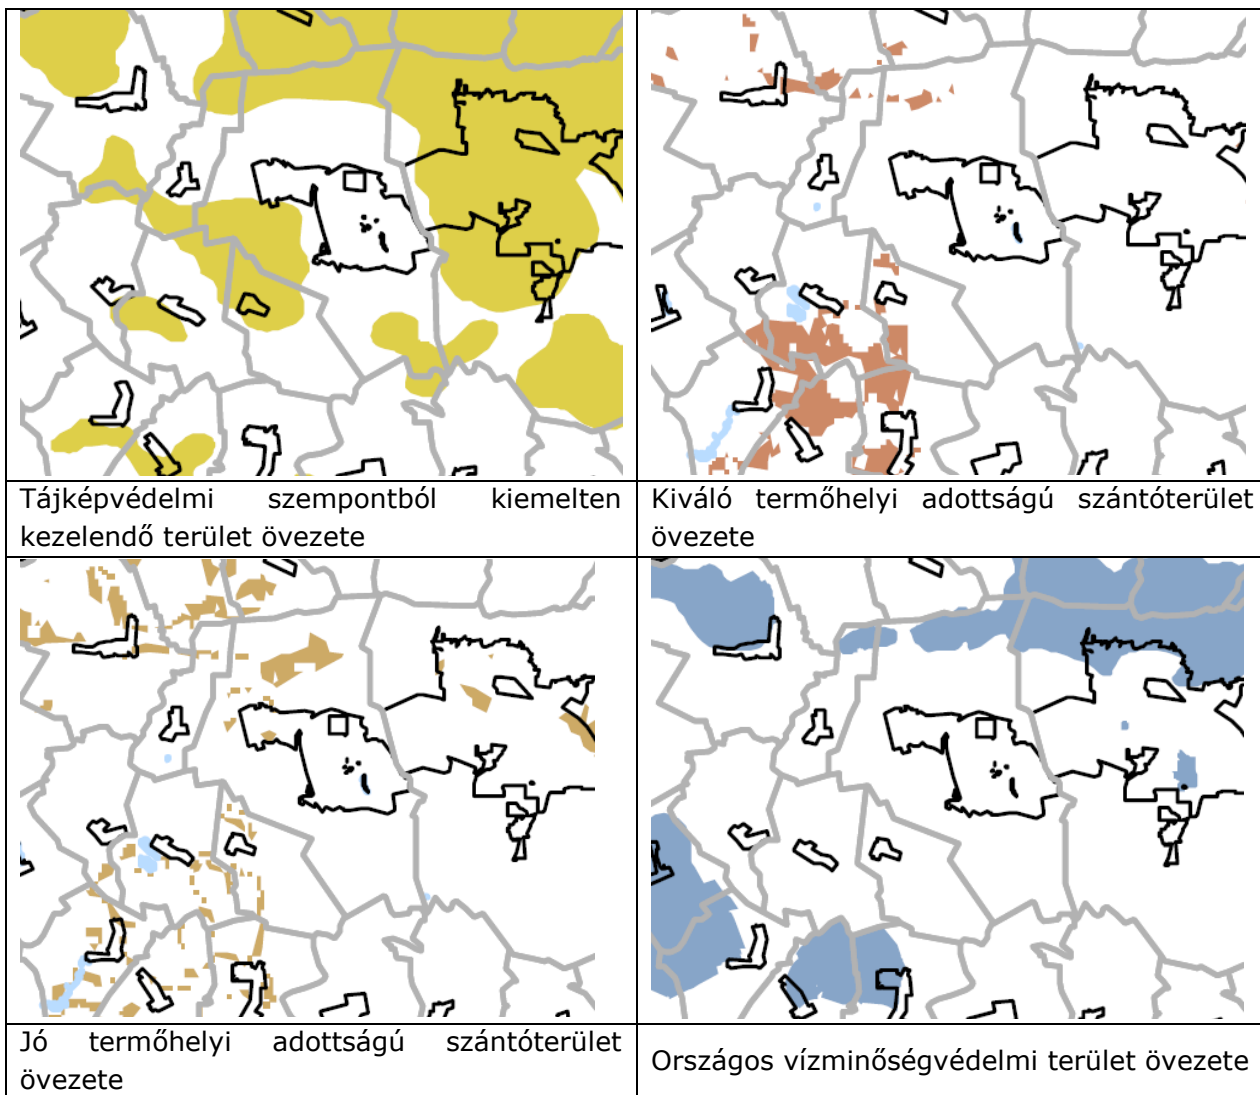 Tájképvédelmi szempontból kiemelten
kezelendő terület övezete
Kiváló termőhelyi adottságú szántóterület
övezete
Jó termőhelyi adottságú szántóterület
övezete
Országos vízminőségvédelmi terület övezete